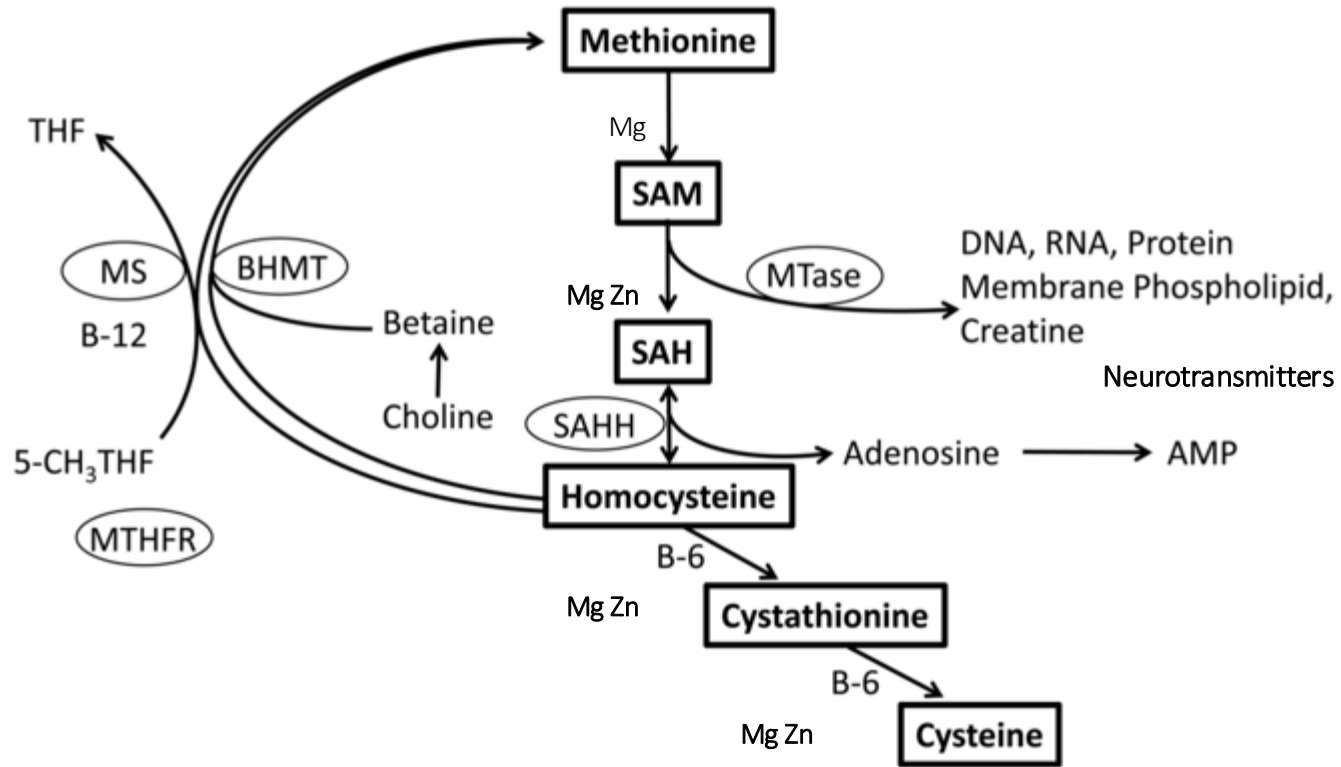 Methionine
Mg
THF
SAM
MS
BHMT
MTase
DNA, RNA, Protein
Membrane Phospholipid,
Creatine
Mg Zn
B-12
Betaine
SAH
Neurotransmitters
Choline
SAHH
5-CH₃THF
Adenosine
AMP
Homocysteine
MTHFR
B-6
Mg Zn
Cystathionine
B-6
Mg Zn
Cysteine